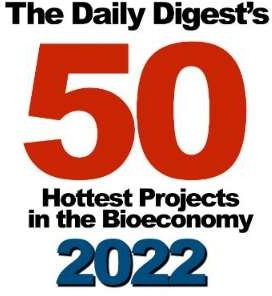 The Daily Digest's
50
Hottest Projects
in the Bioeconomy
2022